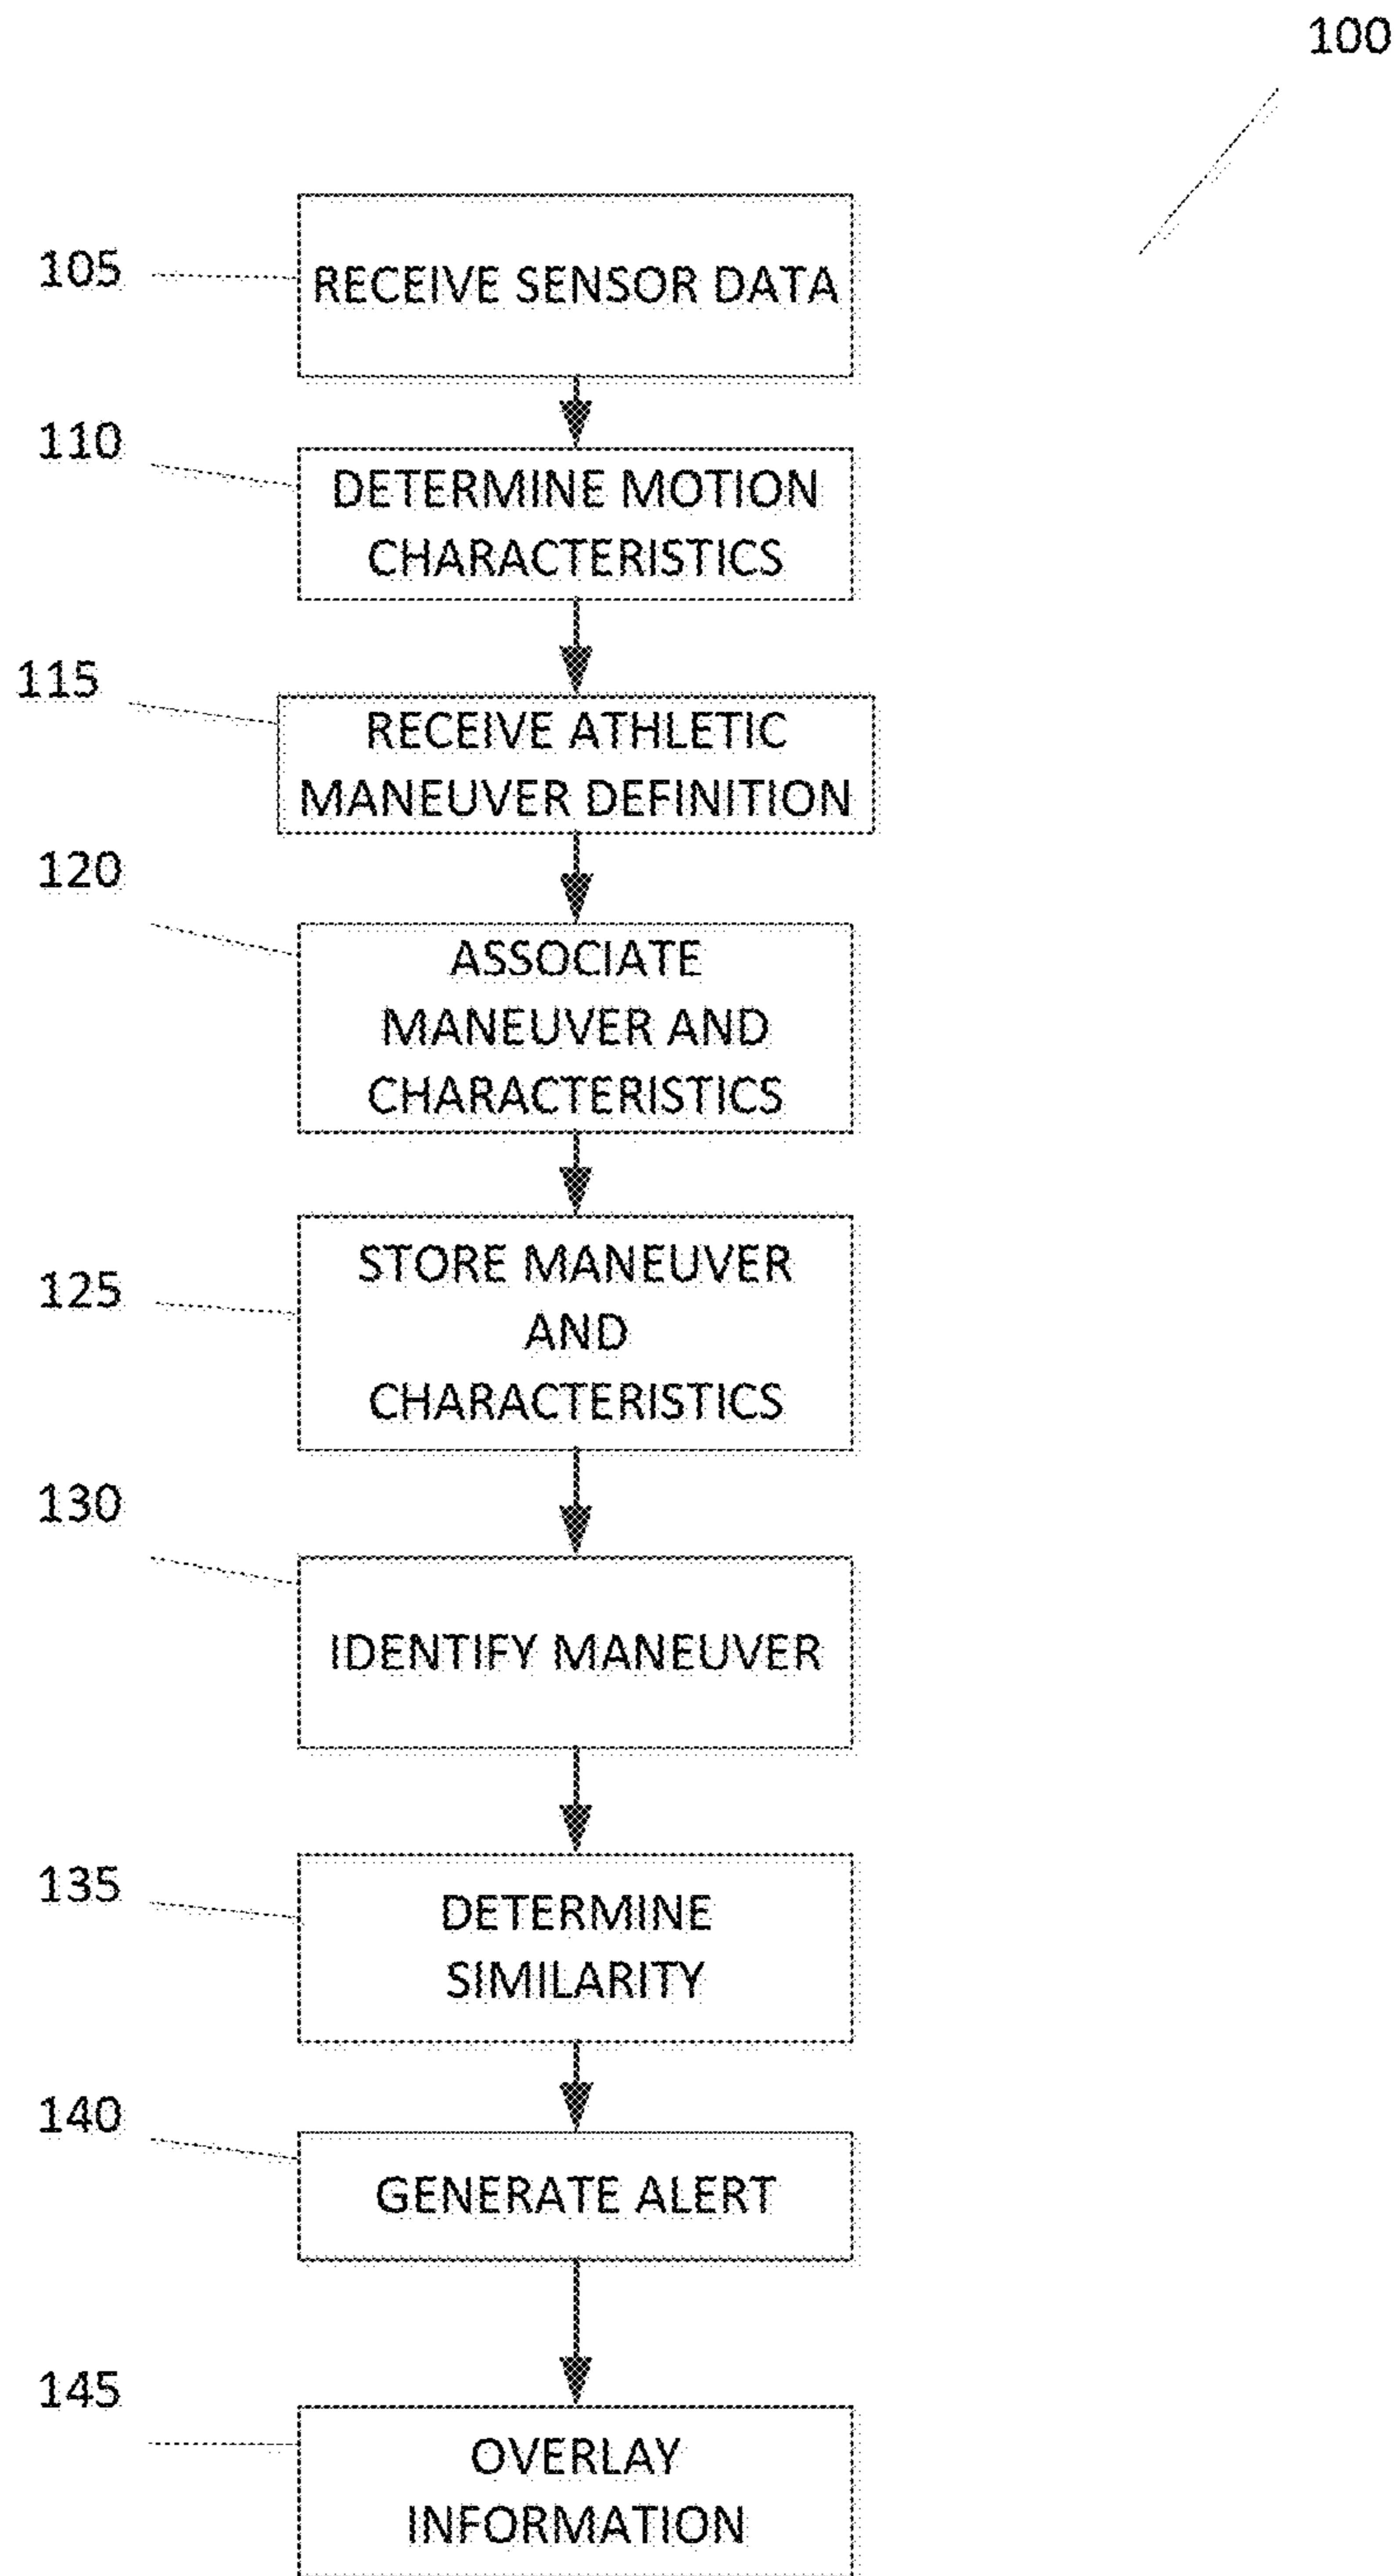 100
105
RECEIVE SENSOR DATA
110
DETERMINE MOTION
CHARACTERISTICS
115
RECEIVE ATHLETIC
MANEUVER DEFINITION
120
ASSOCIATE
MANEUVER AND
CHARACTERISTICS
125
STORE MANEUVER
AND
CHARACTERISTICS
130
IDENTIFY MANEUVER
135
DETERMINE
SIMILARITY
140
GENERATE ALERT
145
OVERLAY
INFORMATION